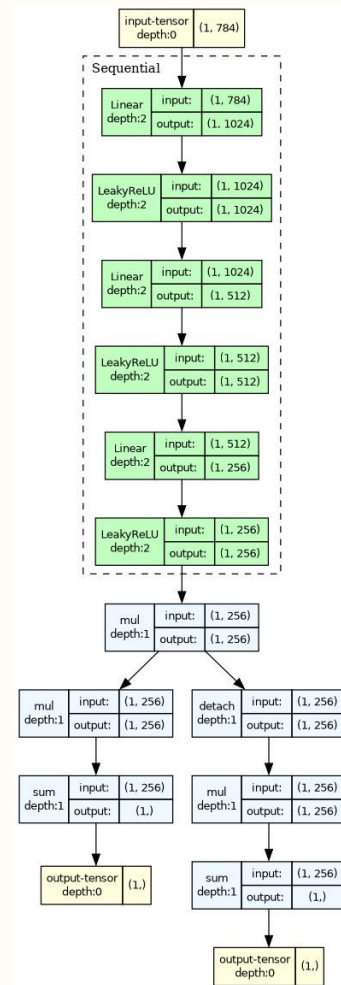 input-tensor
depth:0
(1, 784)
Sequential
Linear
depth:2
input:
(1, 784)
output:
(1, 1024)
LeakyReLU
depth:2
input:
(1, 1024)
output:
(1, 1024)
Linear
depth:2
input:
(1, 1024)
output:
(1, 512)
LeakyReLU
depth:2
input:
(1, 512)
output:
(1, 512)
Linear
depth:2
input:
(1, 512)
output:
(1, 256)
LeakyReLU
depth:2
input:
(1, 256)
output:
(1, 256)
mul
depth:1
input:
(1, 256)
output:
(1, 256)
mul
depth:1
input:
(1, 256)
output:
(1, 256)
sum
depth:1
input:
(1, 256)
output:
(1,)
output-tensor
depth:0
(1,)
detach
depth:1
input:
(1, 256)
output:
(1, 256)
mul
depth:1
input:
(1, 256)
output:
(1, 256)
sum
depth:1
input:
(1, 256)
output:
(1,)
output-tensor
depth:0
(1,)